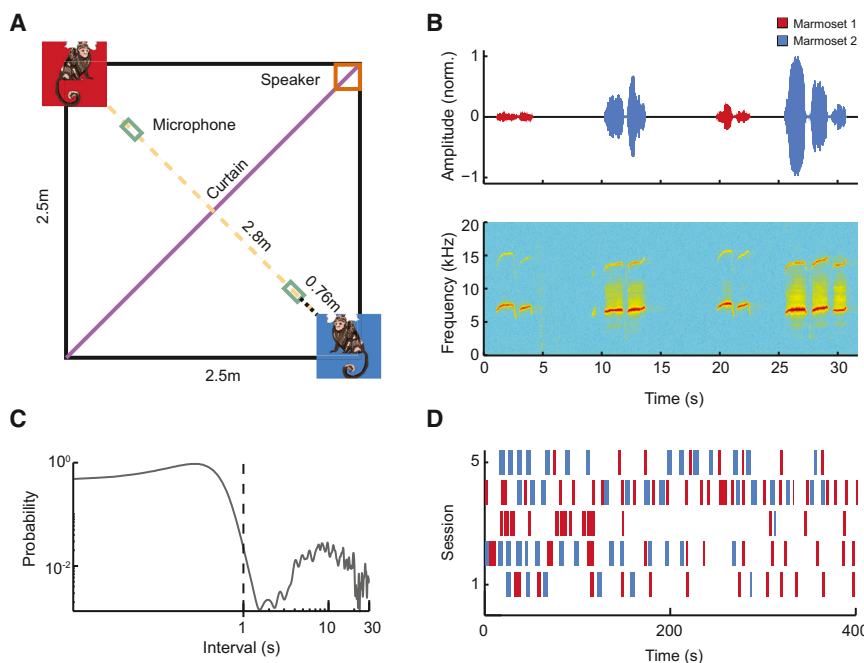 A
Speaker
Microphone
Curtain
2.5m
2.8m
0.76m
2.5m
B
Marmoset 1
Marmoset 2
Amplitude (norm.)
1
0
−1
Frequency (kHz)
20
15
10
5
0
0 5 10 15 20 25 30
Time (s)
C
Probability
10⁰
10⁻²
1 10 30
Interval (s)
D
Session
5
1
0 200 400
Time (s)